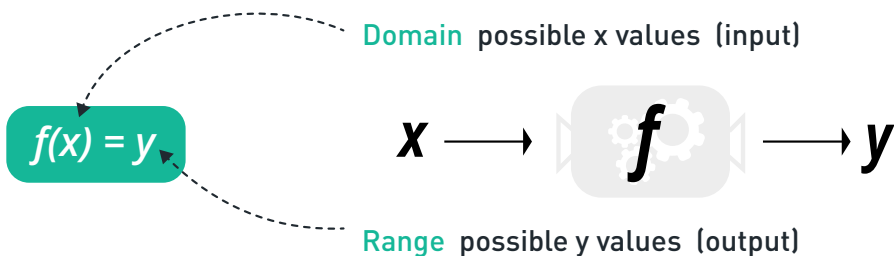 Domain possible x values (input)
f(x) = y
x f y
Range possible y values (output)